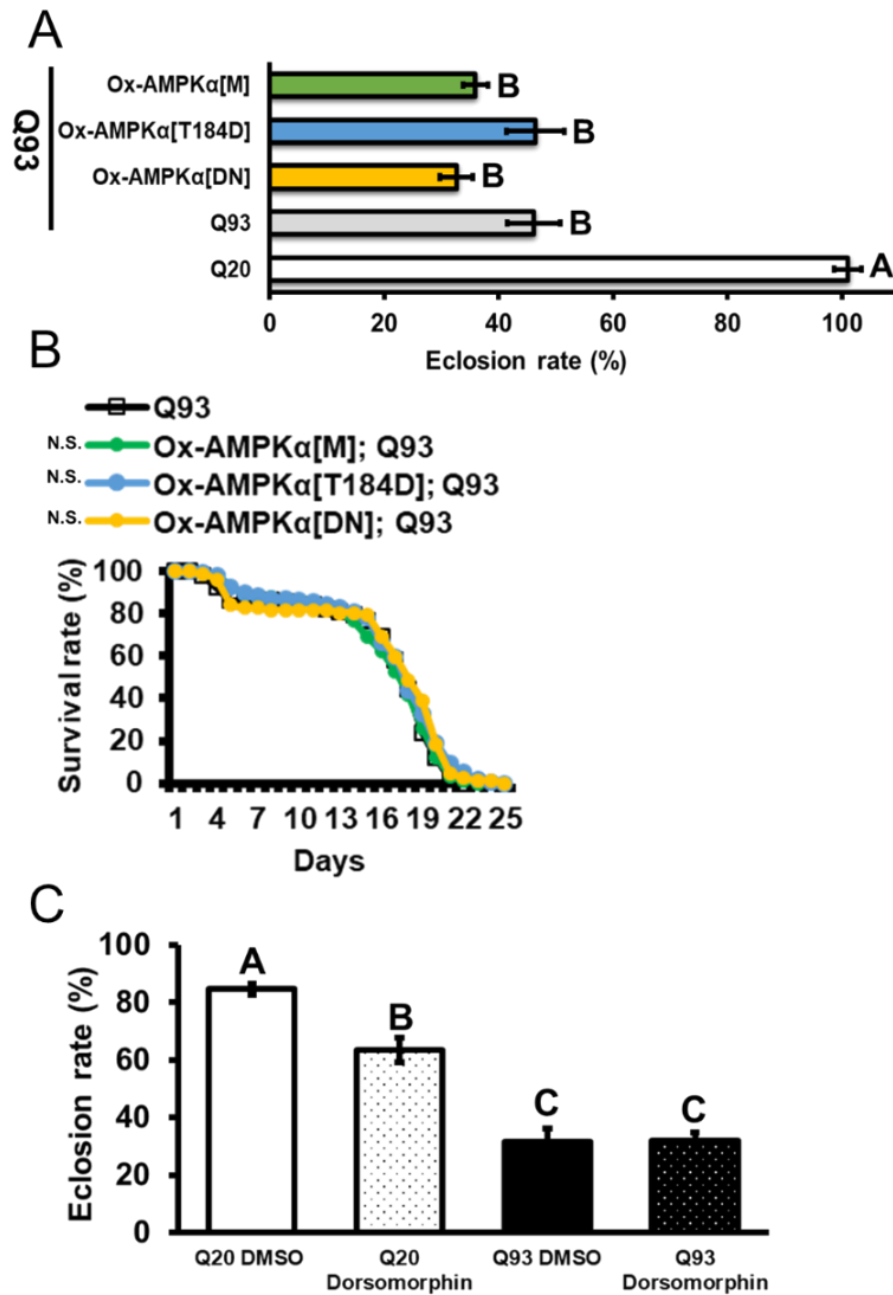 A
Q93
Ox-AMPKα[M]
B
Ox-AMPKα[T184D]
B
Ox-AMPKα[DN]
B
Q93
B
Q20
A
0 20 40 60 80 100
Eclosion rate (%)
B
Q93
N.S. Ox-AMPKα[M]; Q93
N.S. Ox-AMPKα[T184D]; Q93
N.S. Ox-AMPKα[DN]; Q93
Survival rate (%)
100
80
60
40
20
0
1 4 7 10 13 16 19 22 25
Days
C
Eclosion rate (%)
100
80
60
40
20
0
A
B
C
C
Q20 DMSO
Q20
Dorsomorphin
Q93 DMSO
Q93
Dorsomorphin